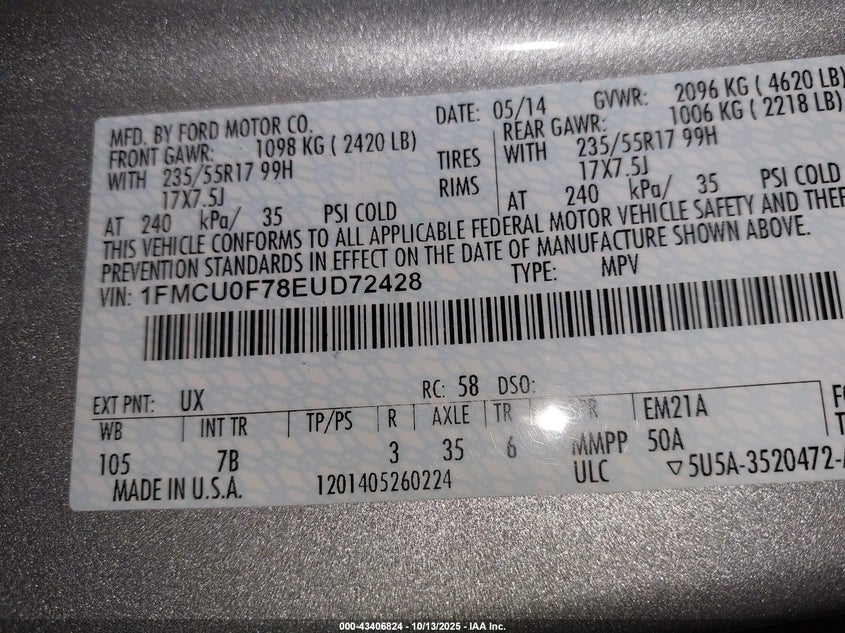 MFD. BY FORD MOTOR CO. DATE: 05/14 GVWR: 2096 KG ( 4620 LB)
FRONT GAWR: 1098 KG ( 2420 LB) REAR GAWR: 1006 KG ( 2218 LB)
WITH 235/55R17 99H TIRES WITH 235/55R17 99H
17X7.5J RIMS 17X7.5J
AT 240 kPa/ 35 PSI COLD AT 240 kPa/ 35 PSI COLD
THIS VEHICLE CONFORMS TO ALL APPLICABLE FEDERAL MOTOR VEHICLE SAFETY AND THEF
PREVENTION STANDARDS IN EFFECT ON THE DATE OF MANUFACTURE SHOWN ABOVE.
VIN: 1FMCU0F78EUD72428 TYPE: MPV
EXT PNT: UX RC: 58 DSO:
WB INT TR TP/PS R AXLE TR EM21A
105 7B 3 35 6 MMPP 50A
MADE IN U.S.A. 1201405260224 ULC ▽5U5A-3520472-
000-43406824 | 10/13/2025 | IAA Inc.